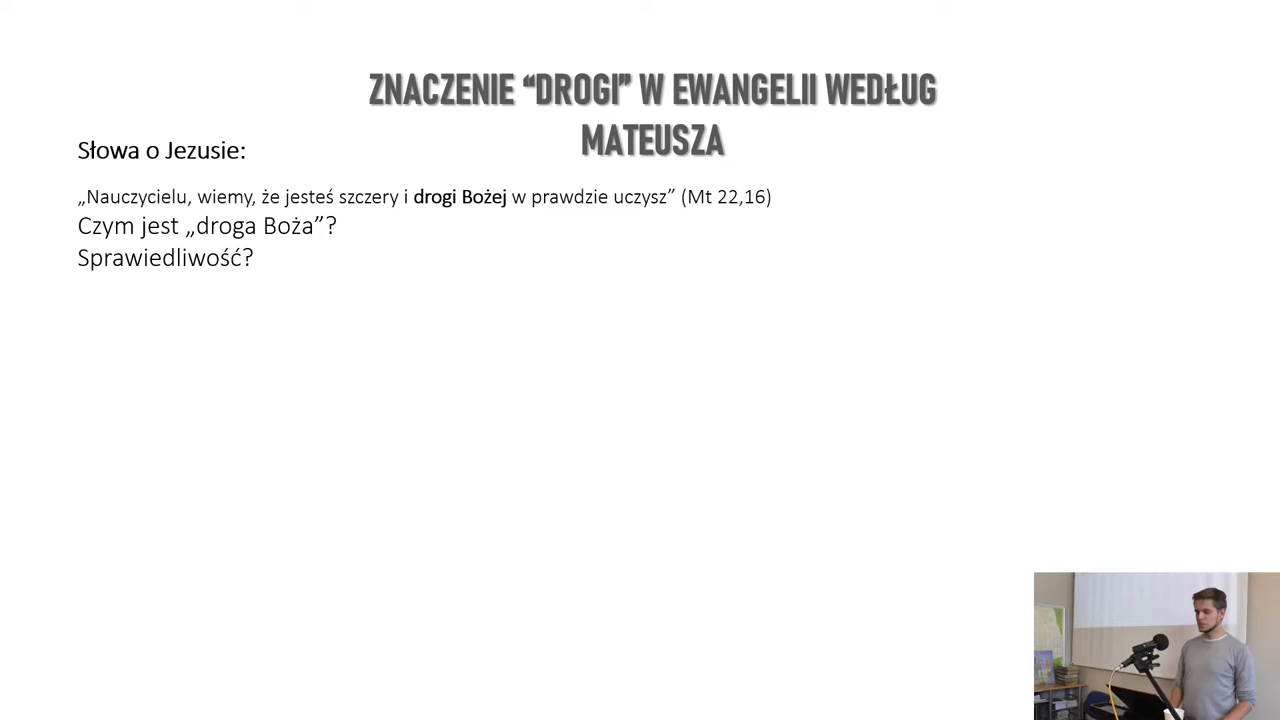 ZNACZENIE “DROGI” W EWANGELII WEDŁUG
MATEUSZA
Słowa o Jezusie:
„Nauczycielu, wiemy, że jesteś szczery i drogi Bożej w prawdzie uczysz” (Mt 22,16)
Czym jest „droga Boża”?
Sprawiedliwość?